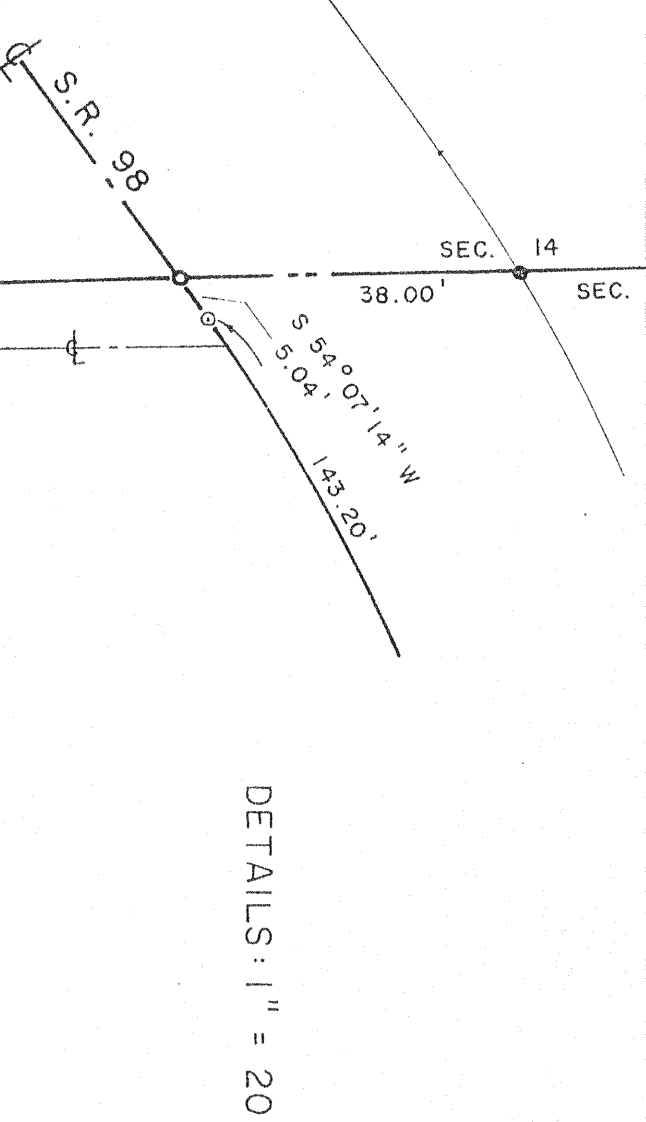 ℄
S.R. 98
SEC. 14
38.00'
SEC.
℄
S 54°07'14" W
5.04'
143.20'
DETAILS: 1" = 20